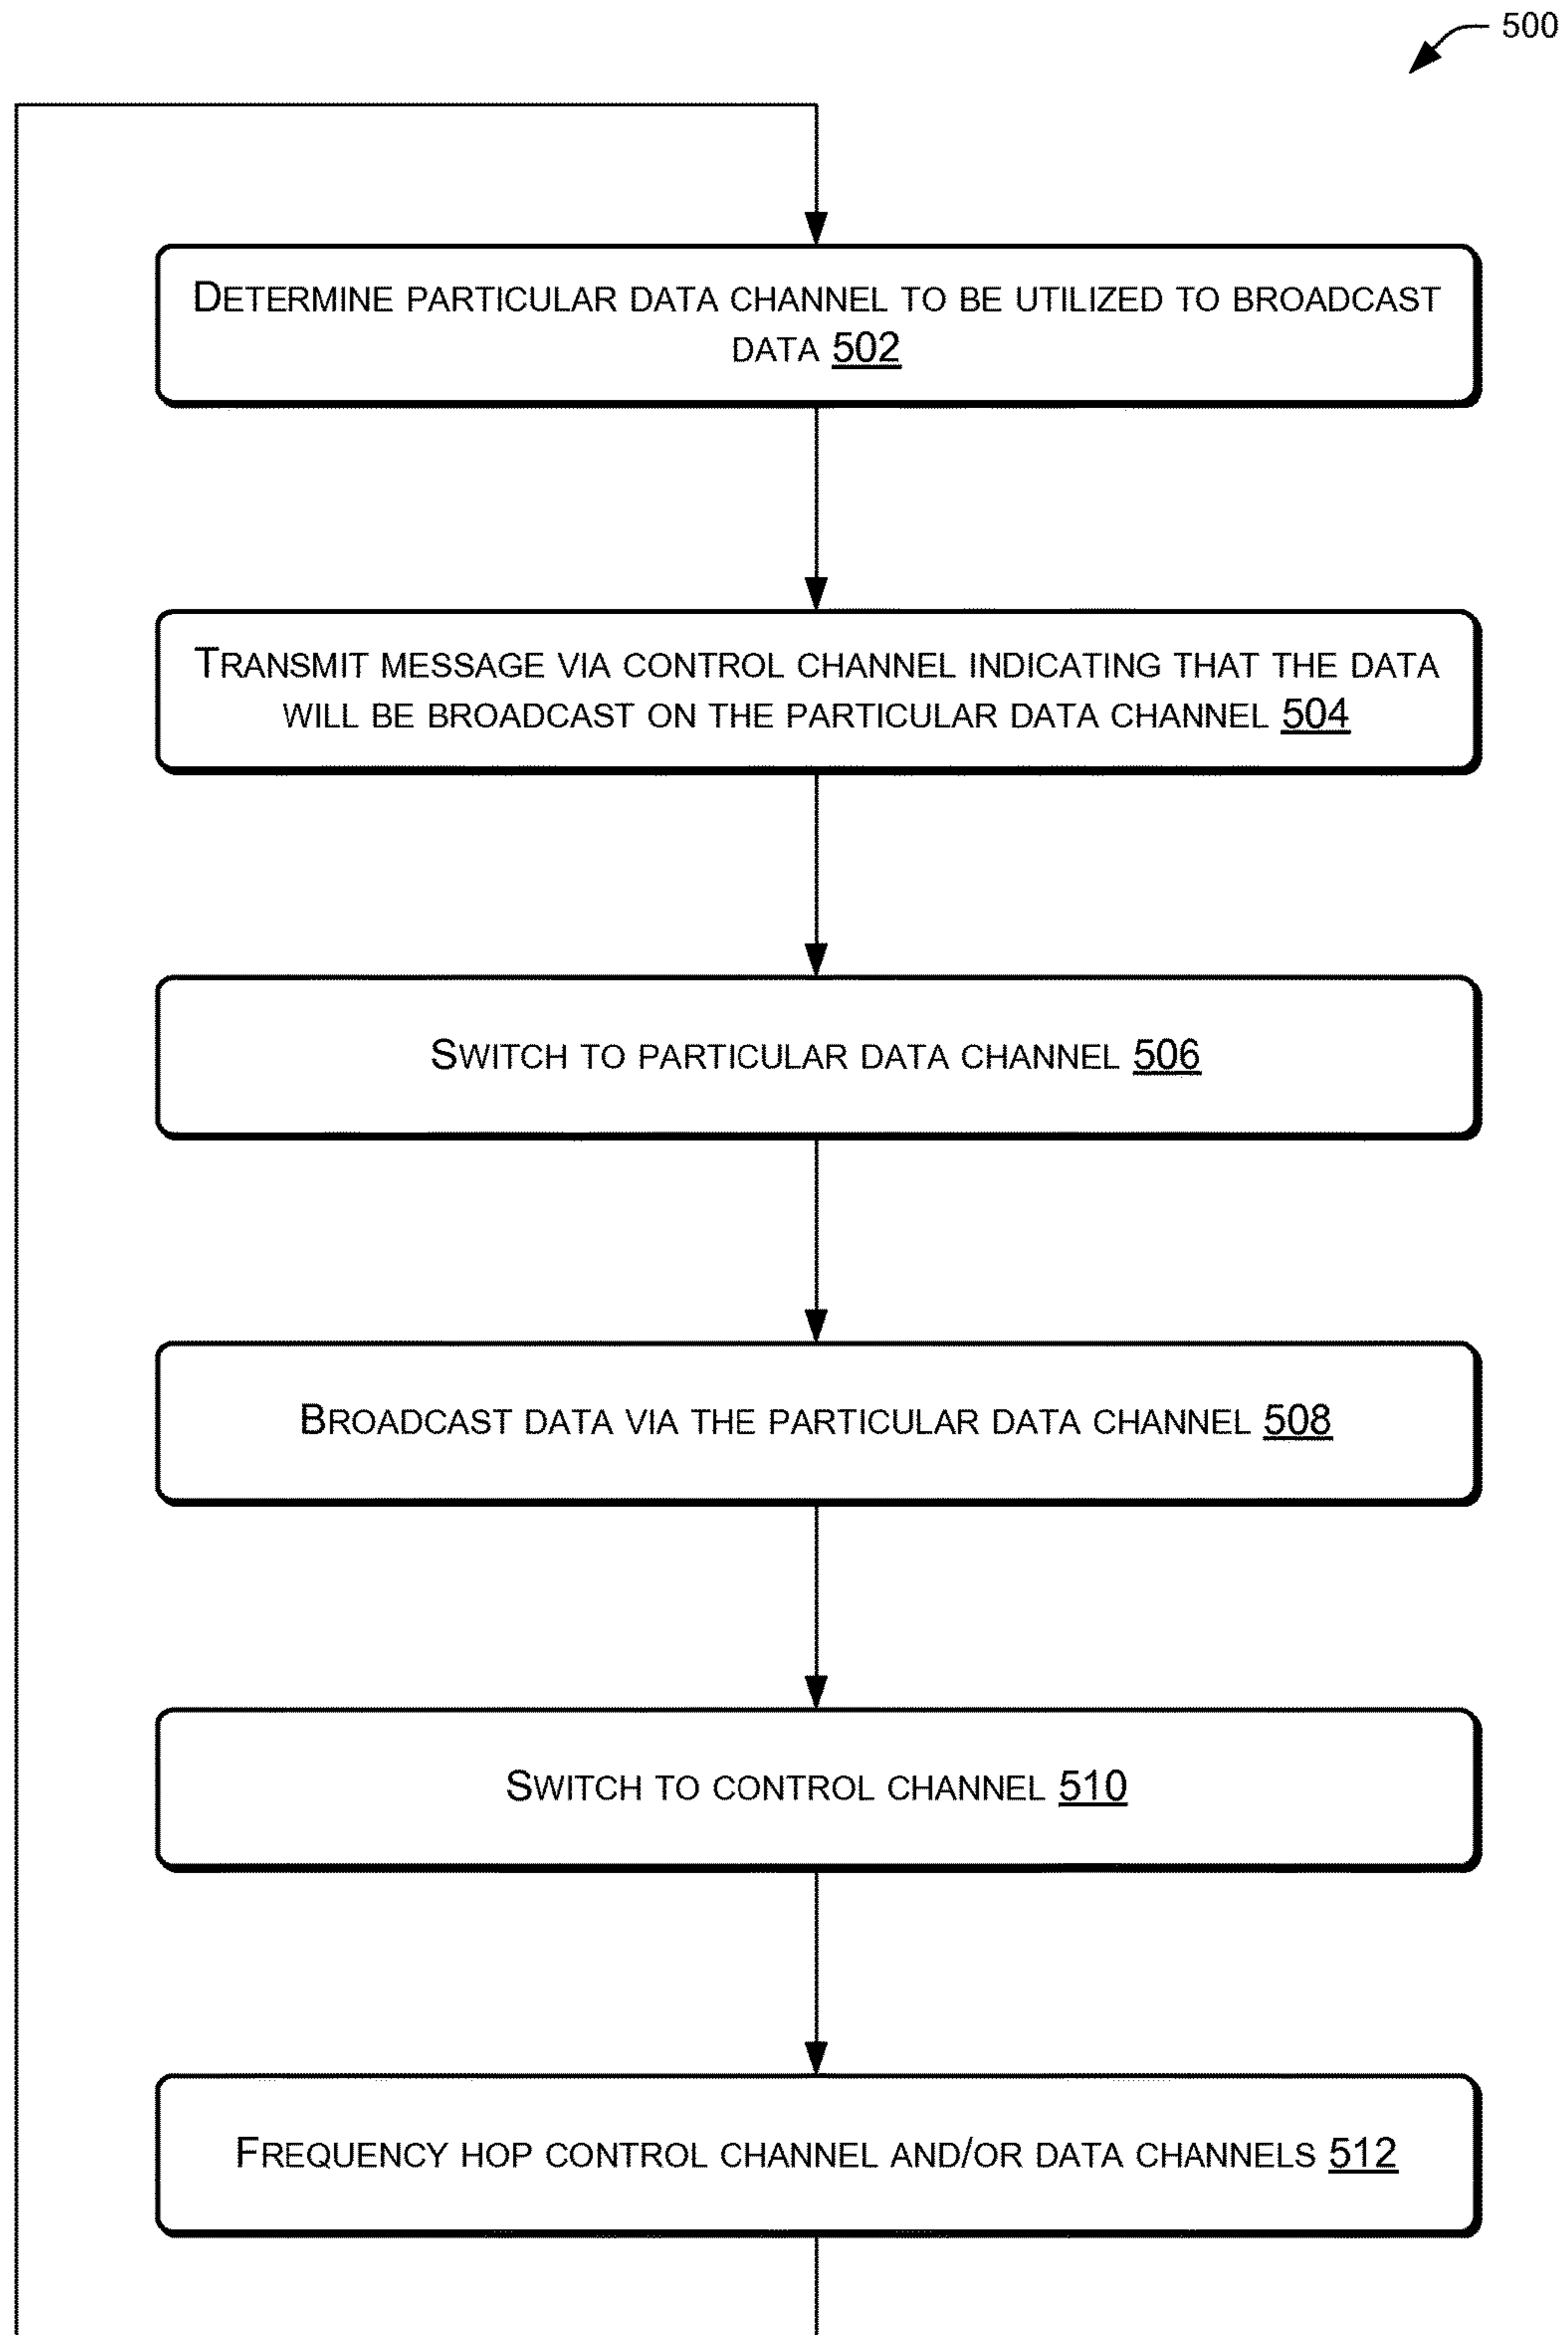 500
DETERMINE PARTICULAR DATA CHANNEL TO BE UTILIZED TO BROADCAST
DATA 502
TRANSMIT MESSAGE VIA CONTROL CHANNEL INDICATING THAT THE DATA
WILL BE BROADCAST ON THE PARTICULAR DATA CHANNEL 504
SWITCH TO PARTICULAR DATA CHANNEL 506
BROADCAST DATA VIA THE PARTICULAR DATA CHANNEL 508
SWITCH TO CONTROL CHANNEL 510
FREQUENCY HOP CONTROL CHANNEL AND/OR DATA CHANNELS 512